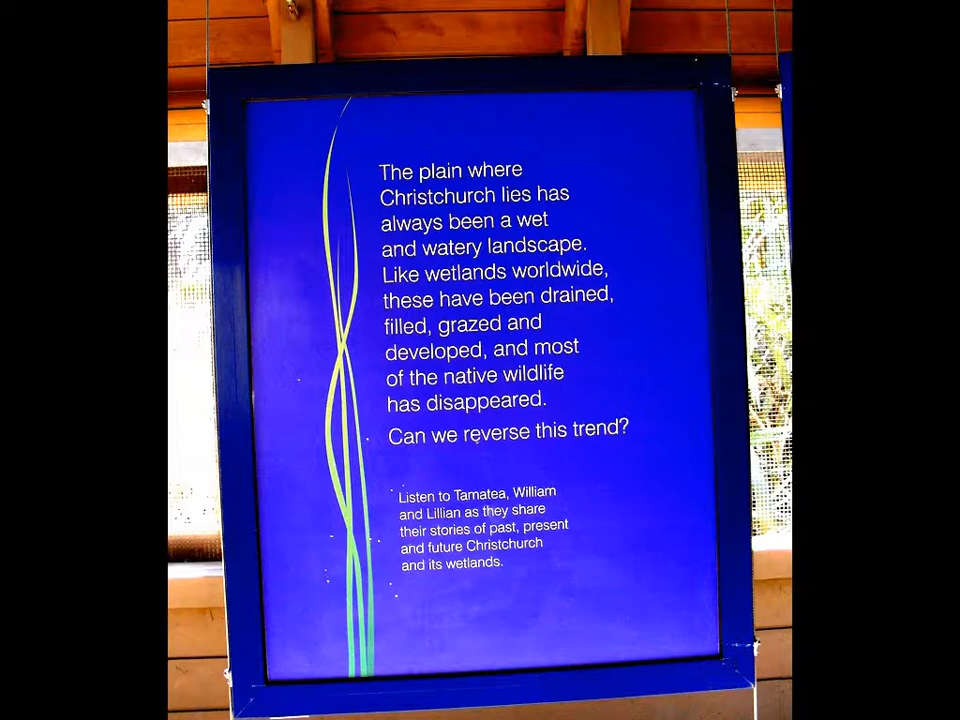 The plain where
Christchurch lies has
always been a wet
and watery landscape.
Like wetlands worldwide,
these have been drained,
filled, grazed and
developed, and most
of the native wildlife
has disappeared.
Can we reverse this trend?
Listen to Tamatea, William
and Lillian as they share
their stories of past, present
and future Christchurch
and its wetlands.